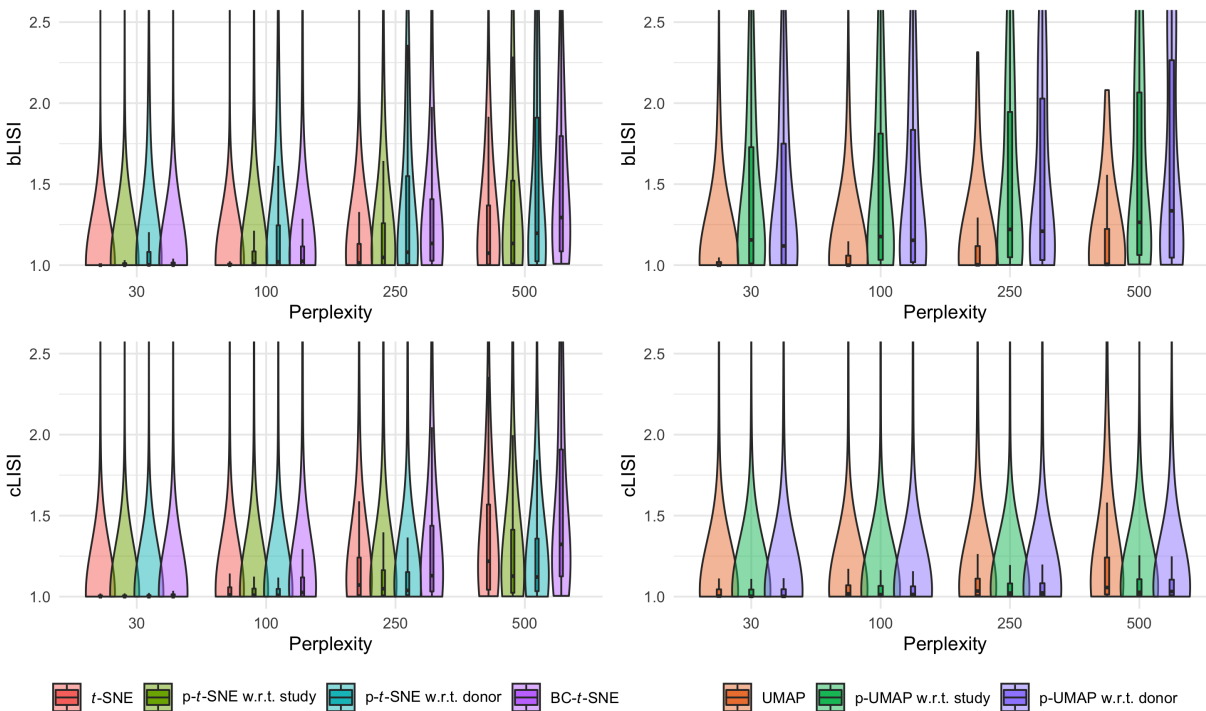 2.5
2.0
1.5
1.0
bLISI
30 100 250 500
Perplexity
2.5
2.0
1.5
1.0
bLISI
30 100 250 500
Perplexity
2.5
2.0
1.5
1.0
cLISI
30 100 250 500
Perplexity
2.5
2.0
1.5
1.0
cLISI
30 100 250 500
Perplexity
t-SNE p-t-SNE w.r.t. study p-t-SNE w.r.t. donor BC-t-SNE
UMAP p-UMAP w.r.t. study p-UMAP w.r.t. donor